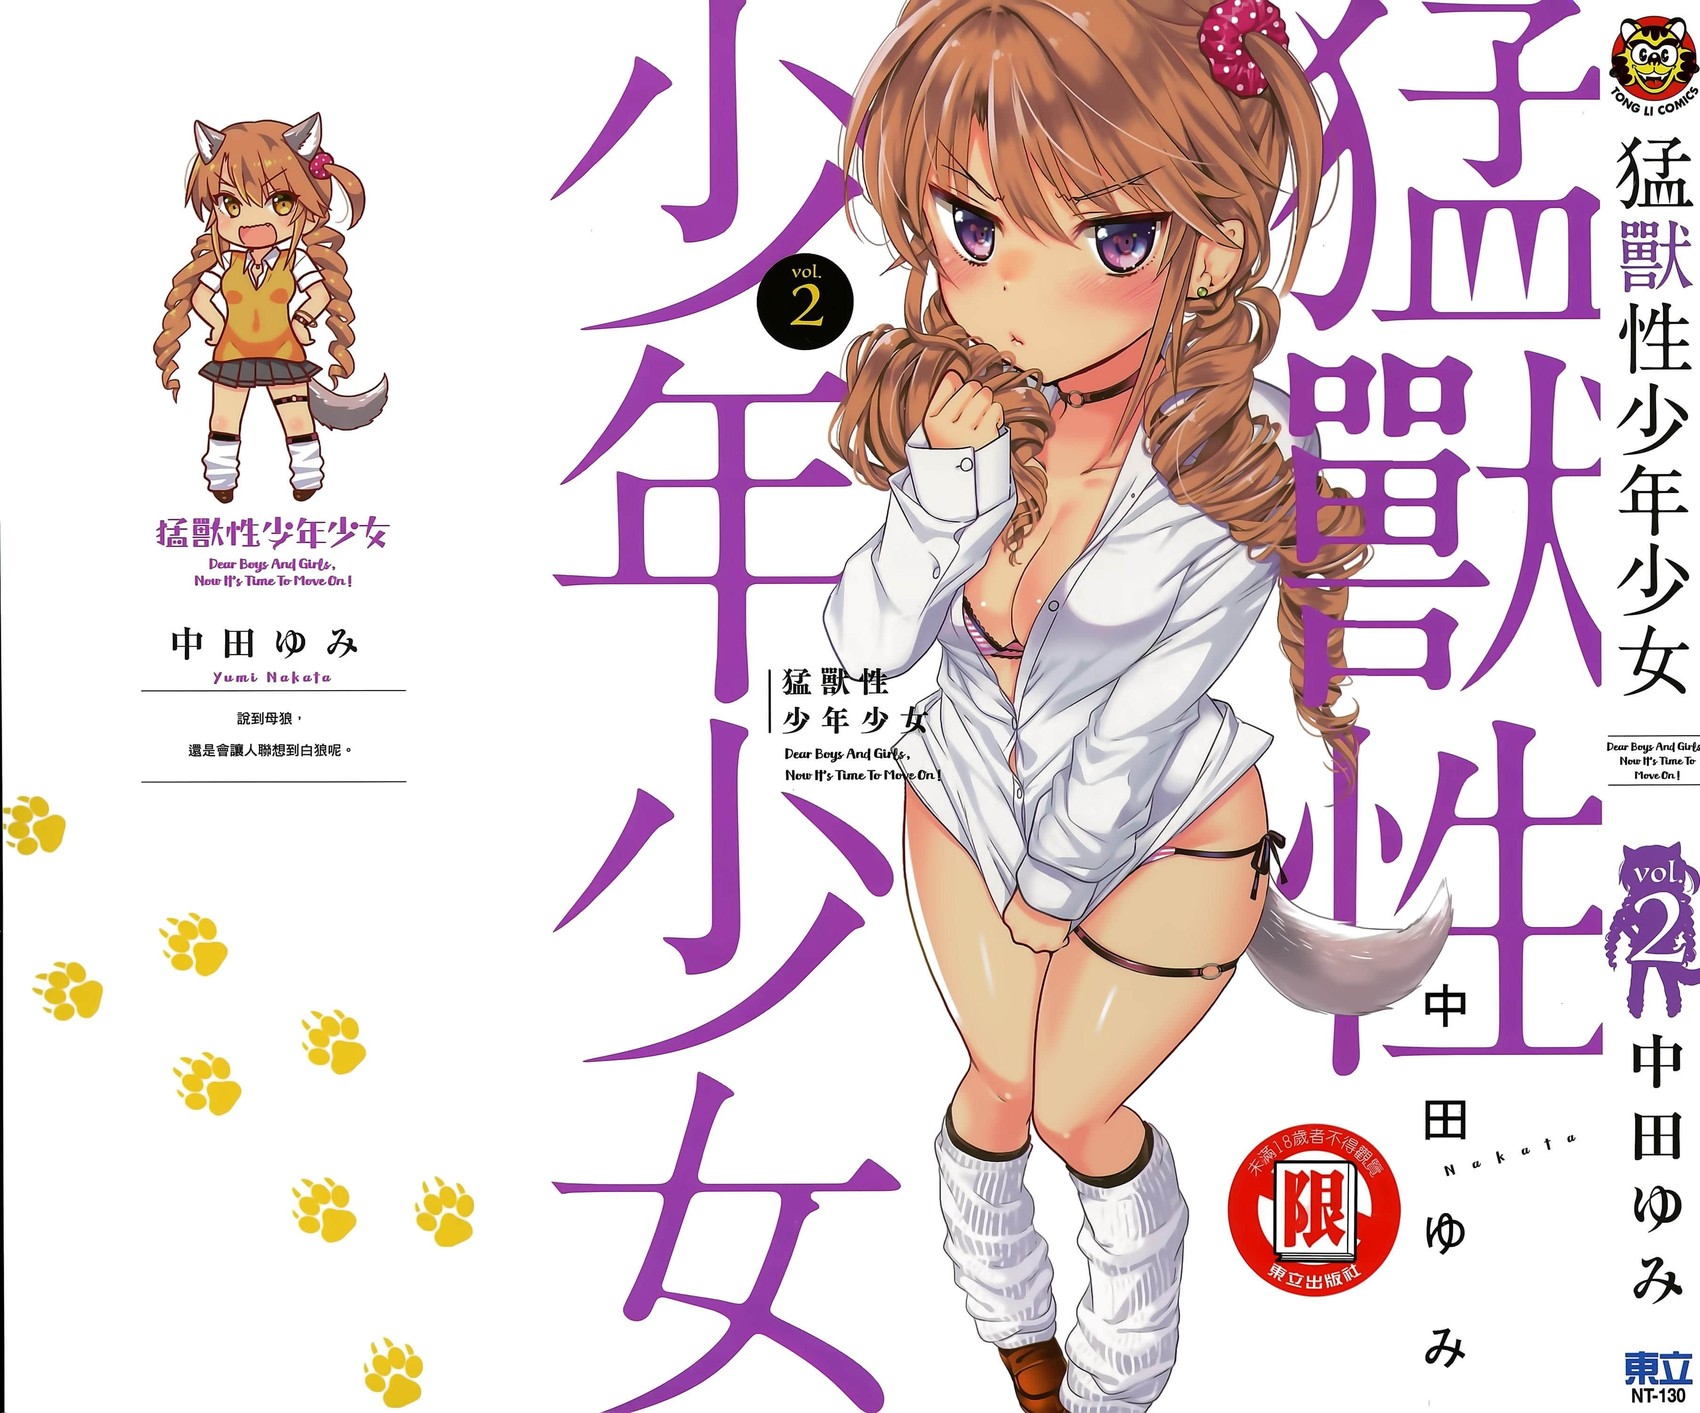 猛獸性少年少女
Dear Boys And Girls,
Now It's Time To Move On!
中田ゆみ
Yumi Nakata
說到母狼，
還是會讓人聯想到白狼呢。
猛獸性
少年少女
vol.
2
猛獸性
少年少女
Dear Boys And Girls,
Now It's Time To Move On!
中田ゆみ
Nakata
未滿18歲者不得觀覽
限
東立出版社
TONG LI COMICS
猛獸性少年少女
Dear Boys And Girls
Now It's Time To
Move On!
vol.
2
中田ゆみ
東立
NT-130